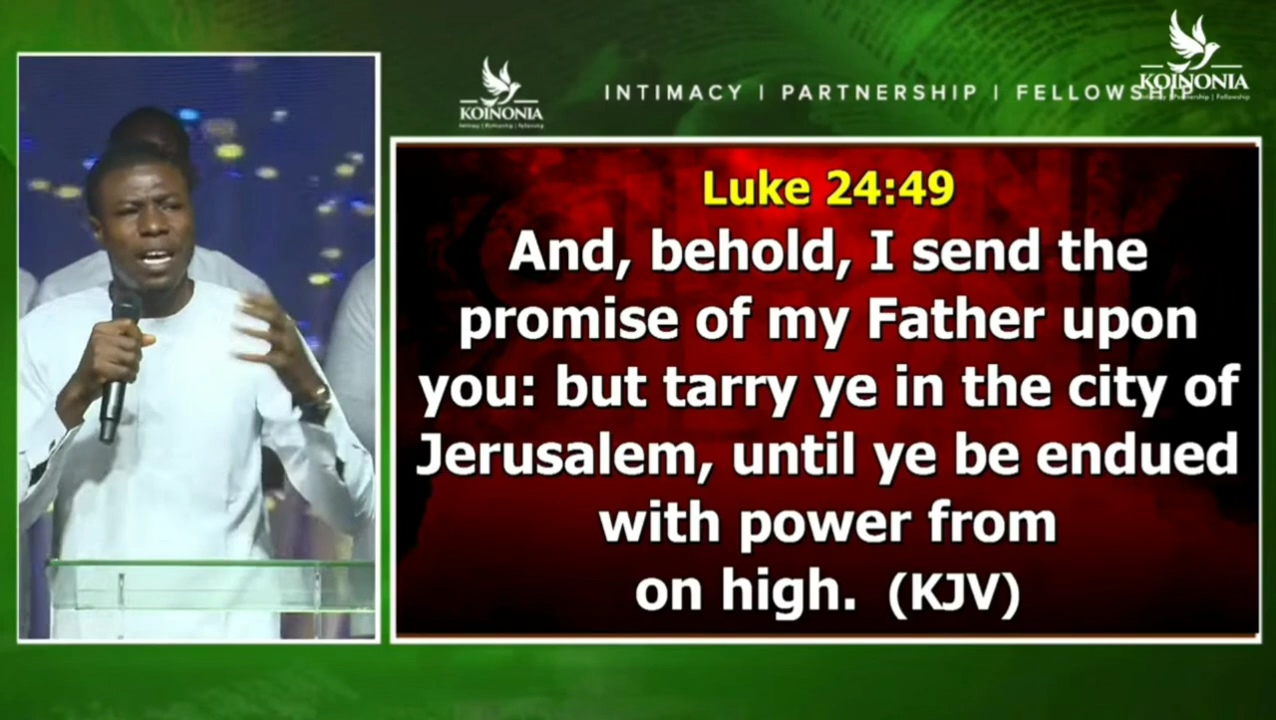 KOINONIA
INTIMACY | PARTNERSHIP | FELLOWSHIP
KOINONIA
Luke 24:49
And, behold, I send the
promise of my Father upon
you: but tarry ye in the city of
Jerusalem, until ye be endued
with power from
on high. (KJV)